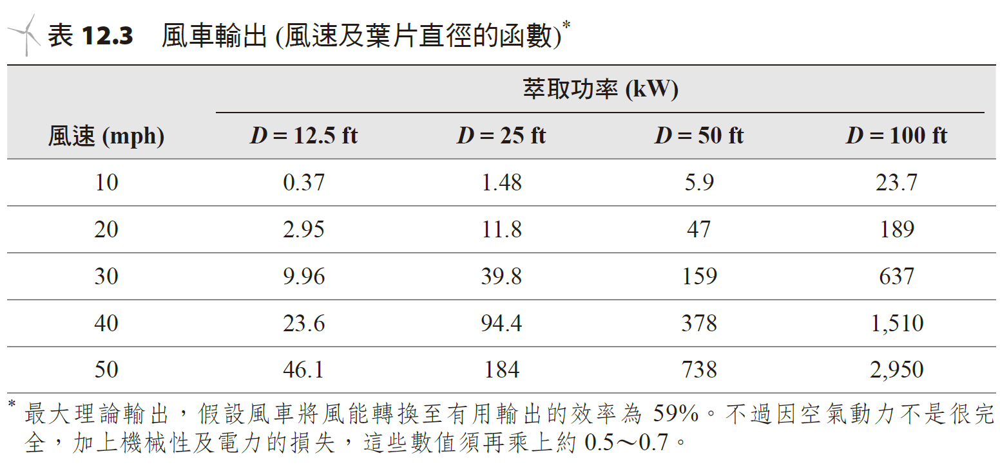 表 12.3 風車輸出 (風速及葉片直徑的函數)*
萃取功率 (kW)
風速 (mph) D = 12.5 ft D = 25 ft D = 50 ft D = 100 ft
10 0.37 1.48 5.9 23.7
20 2.95 11.8 47 189
30 9.96 39.8 159 637
40 23.6 94.4 378 1,510
50 46.1 184 738 2,950
* 最大理論輸出，假設風車將風能轉換至有用輸出的效率為 59%。不過因空氣動力不是很完
全，加上機械性及電力的損失，這些數值須再乘上約 0.5～0.7。